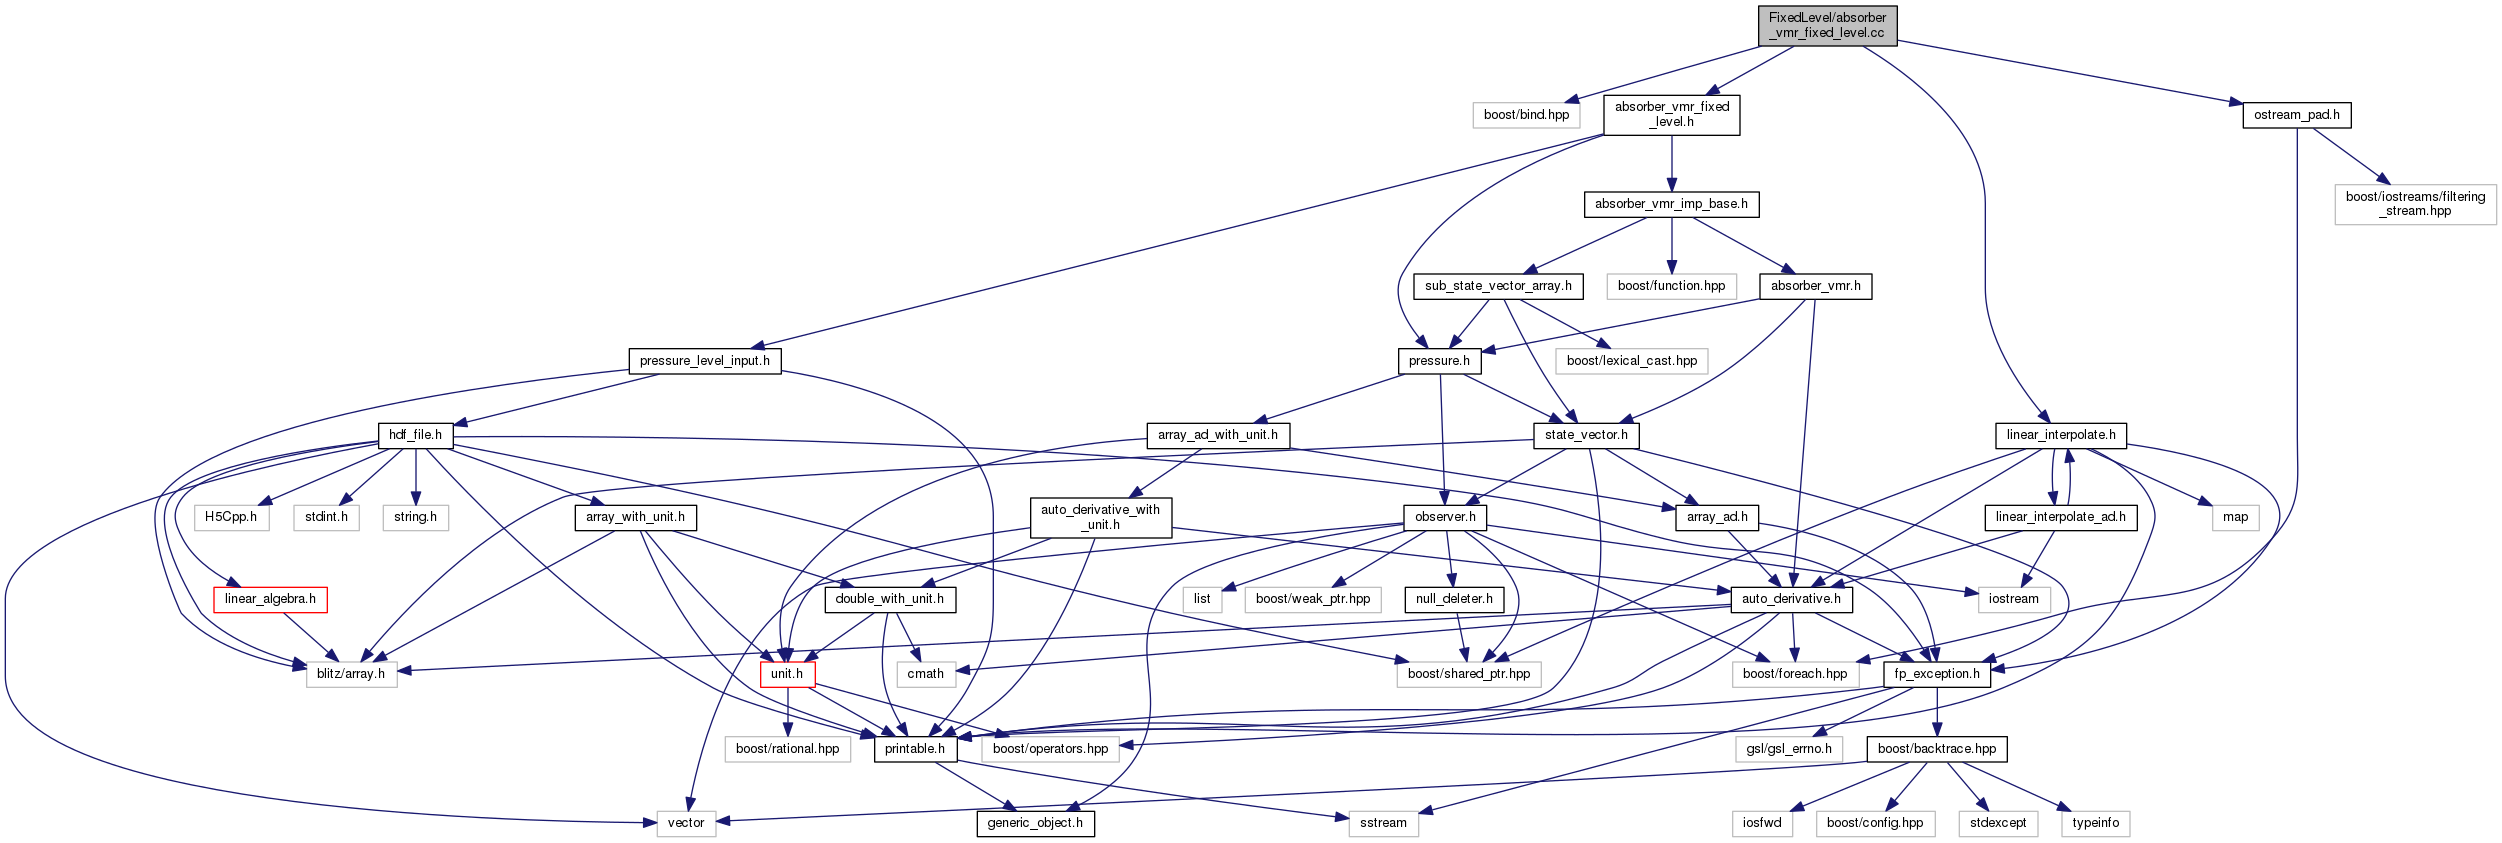 FixedLevel/absorber
_vmr_fixed_level.cc
boost/bind.hpp
absorber_vmr_fixed
_level.h
ostream_pad.h
boost/iostreams/filtering
_stream.hpp
absorber_vmr_imp_base.h
sub_state_vector_array.h
boost/function.hpp
absorber_vmr.h
pressure_level_input.h
pressure.h
boost/lexical_cast.hpp
hdf_file.h
array_ad_with_unit.h
state_vector.h
linear_interpolate.h
H5Cpp.h
stdint.h
string.h
array_with_unit.h
auto_derivative_with
_unit.h
observer.h
array_ad.h
linear_interpolate_ad.h
map
linear_algebra.h
double_with_unit.h
list
boost/weak_ptr.hpp
null_deleter.h
auto_derivative.h
iostream
blitz/array.h
unit.h
cmath
boost/shared_ptr.hpp
boost/foreach.hpp
fp_exception.h
boost/rational.hpp
printable.h
boost/operators.hpp
gsl/gsl_errno.h
boost/backtrace.hpp
vector
generic_object.h
sstream
iosfwd
boost/config.hpp
stdexcept
typeinfo